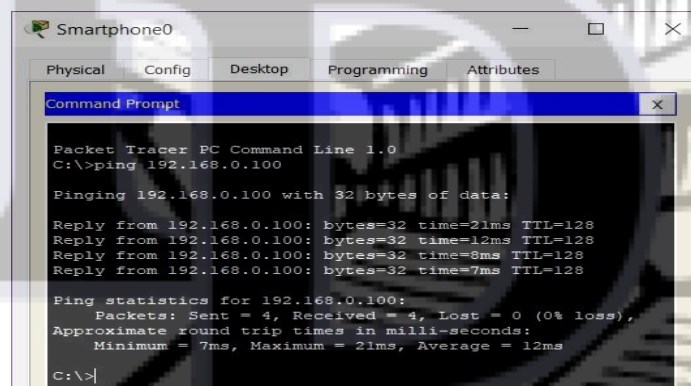 Smartphone0
Physical Config Desktop Programming Attributes
Command Prompt
X
Packet Tracer PC Command Line 1.0
C:\>ping 192.168.0.100
Pinging 192.168.0.100 with 32 bytes of data:
Reply from 192.168.0.100: bytes=32 time=21ms TTL=128
Reply from 192.168.0.100: bytes=32 time=12ms TTL=128
Reply from 192.168.0.100: bytes=32 time=8ms TTL=128
Reply from 192.168.0.100: bytes=32 time=7ms TTL=128
Ping statistics for 192.168.0.100:
Packets: Sent = 4, Received = 4, Lost = 0 (0% loss),
Approximate round trip times in milli-seconds:
Minimum = 7ms, Maximum = 21ms, Average = 12ms
C:\>